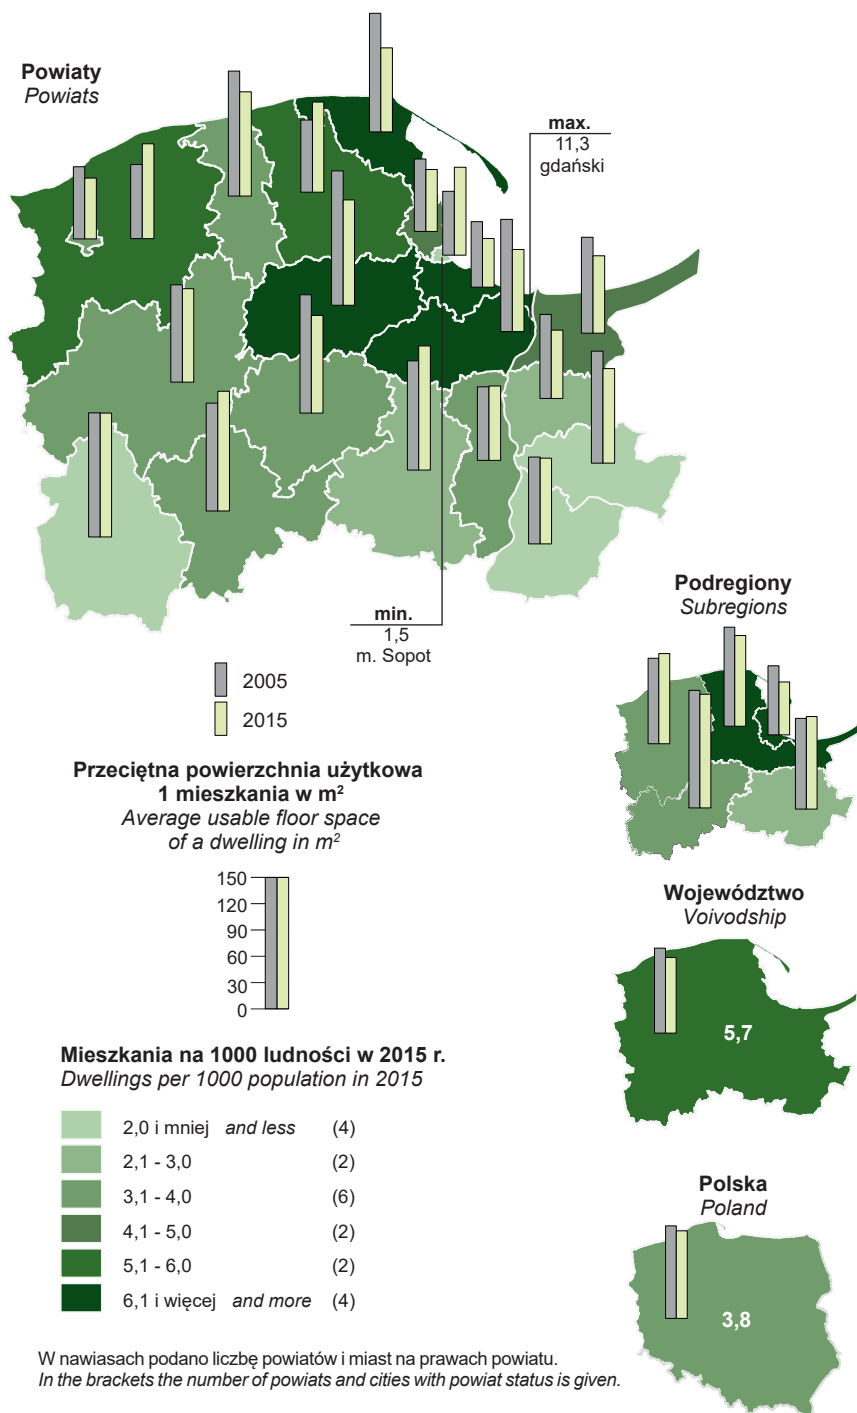 Powiaty
Powiats
max.
11,3
gdański
min.
1,5
m. Sopot
Podregiony
Subregions
2005
2015
Przeciętna powierzchnia użytkowa
1 mieszkania w m²
Average usable floor space
of a dwelling in m²
150
120
90
60
30
0
Województwo
Voivodship
5,7
Mieszkania na 1000 ludności w 2015 r.
Dwellings per 1000 population in 2015
2,0 i mniej and less (4)
2,1 - 3,0 (2)
3,1 - 4,0 (6)
4,1 - 5,0 (2)
5,1 - 6,0 (2)
6,1 i więcej and more (4)
Polska
Poland
3,8
W nawiasach podano liczbę powiatów i miast na prawach powiatu.
In the brackets the number of powiats and cities with powiat status is given.